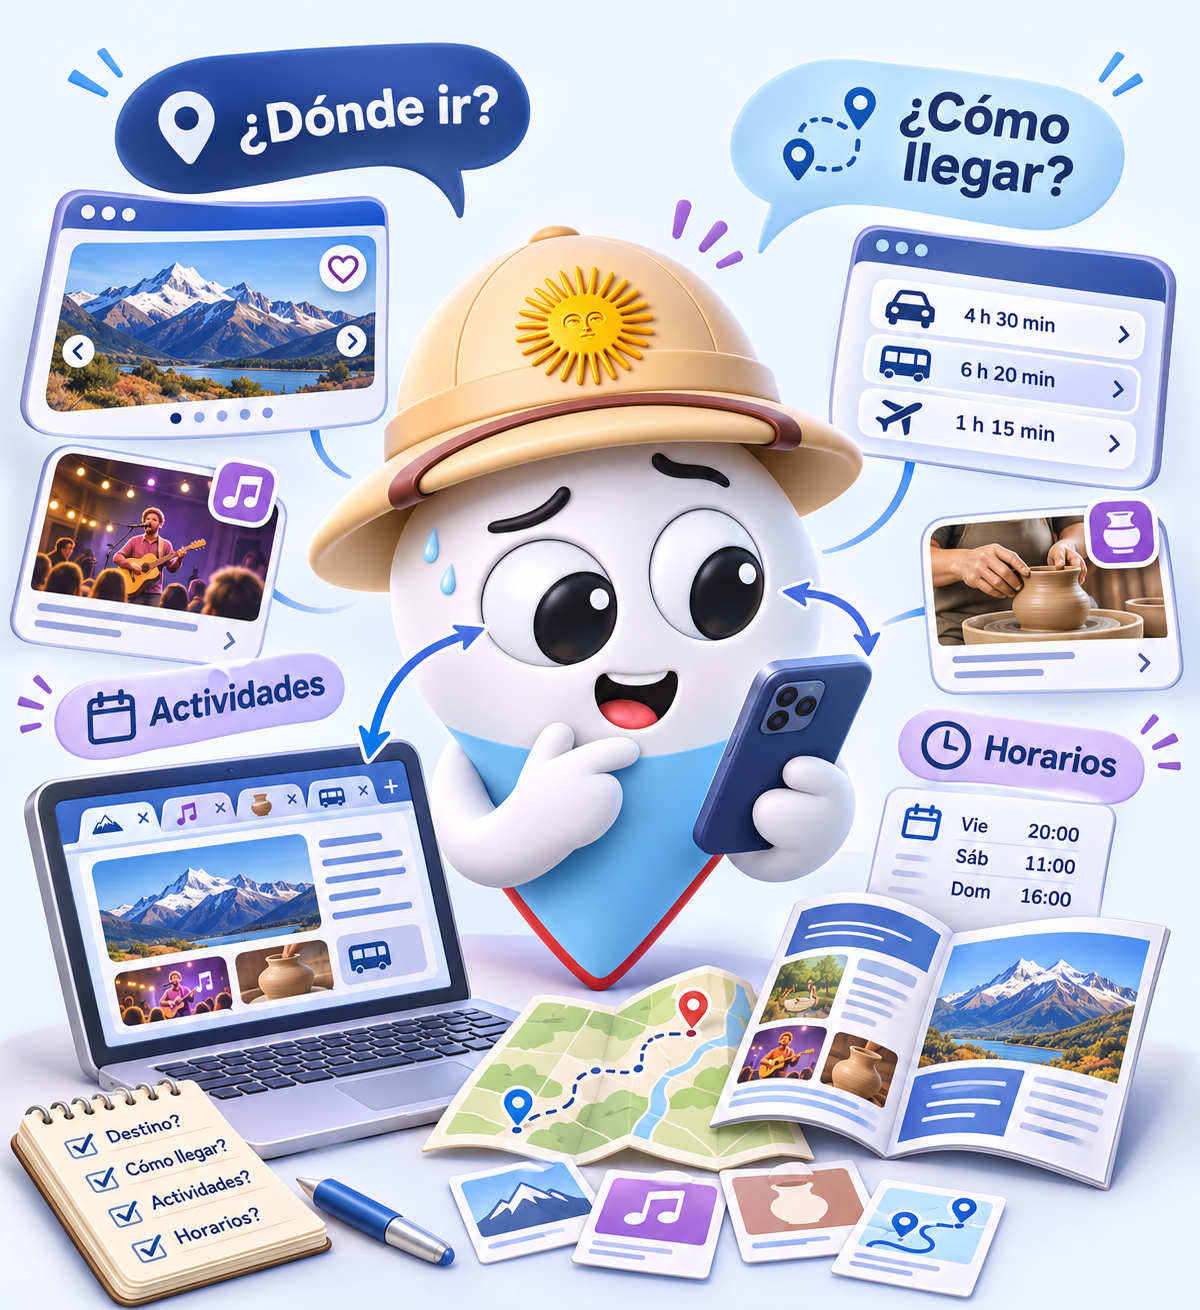 ¿Dónde ir?
¿Cómo
llegar?
4 h 30 min
6 h 20 min
1 h 15 min
Actividades
Horarios
Vie 20:00
Sáb 11:00
Dom 16:00
Destino?
Cómo llegar?
Actividades?
Horarios?